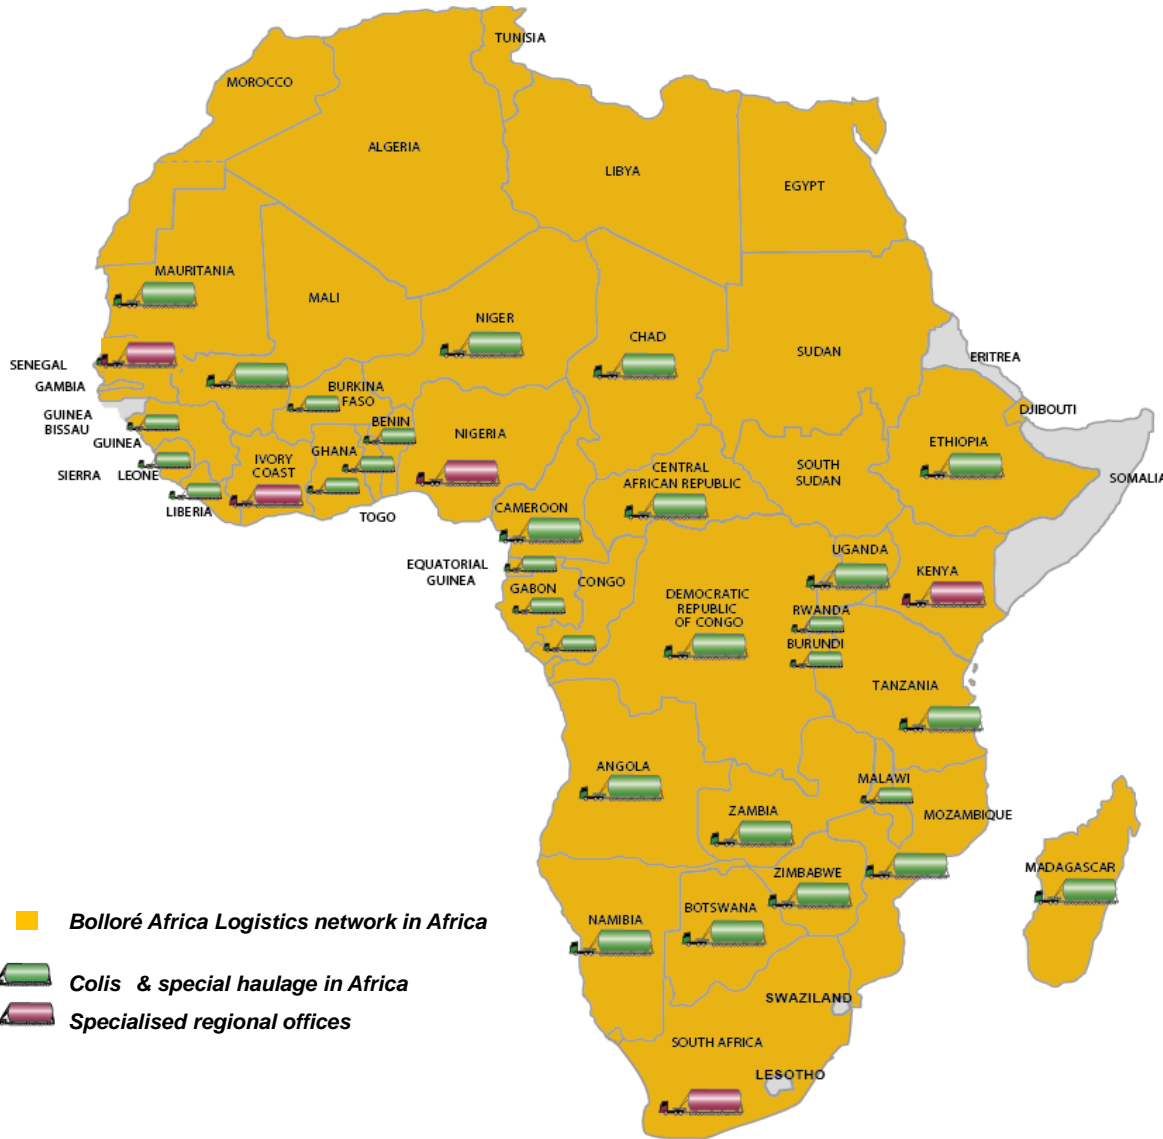 TUNISIA
MOROCCO
ALGERIA
LIBYA
EGYPT
MAURITANIA
MALI
NIGER
CHAD
SUDAN
ERITREA
SENEGAL
GAMBIA
BURKINA
FASO
DJIBOUTI
GUINEA
BISSAU
BENIN
NIGERIA
GUINEA
GHANA
ETHIOPIA
IVORY
COAST
SIERRA LEONE
CENTRAL
AFRICAN REPUBLIC
SOUTH
SUDAN
SOMALIA
LIBERIA
TOGO
CAMEROON
UGANDA
EQUATORIAL
GUINEA
CONGO
KENYA
GABON
DEMOCRATIC
REPUBLIC
OF CONGO
RWANDA
BURUNDI
TANZANIA
ANGOLA
MALAWI
ZAMBIA
MOZAMBIQUE
ZIMBABWE
MADAGASCAR
BOTSWANA
NAMIBIA
SWAZILAND
SOUTH AFRICA
LESOTHO
Bolloré Africa Logistics network in Africa
Colis & special haulage in Africa
Specialised regional offices